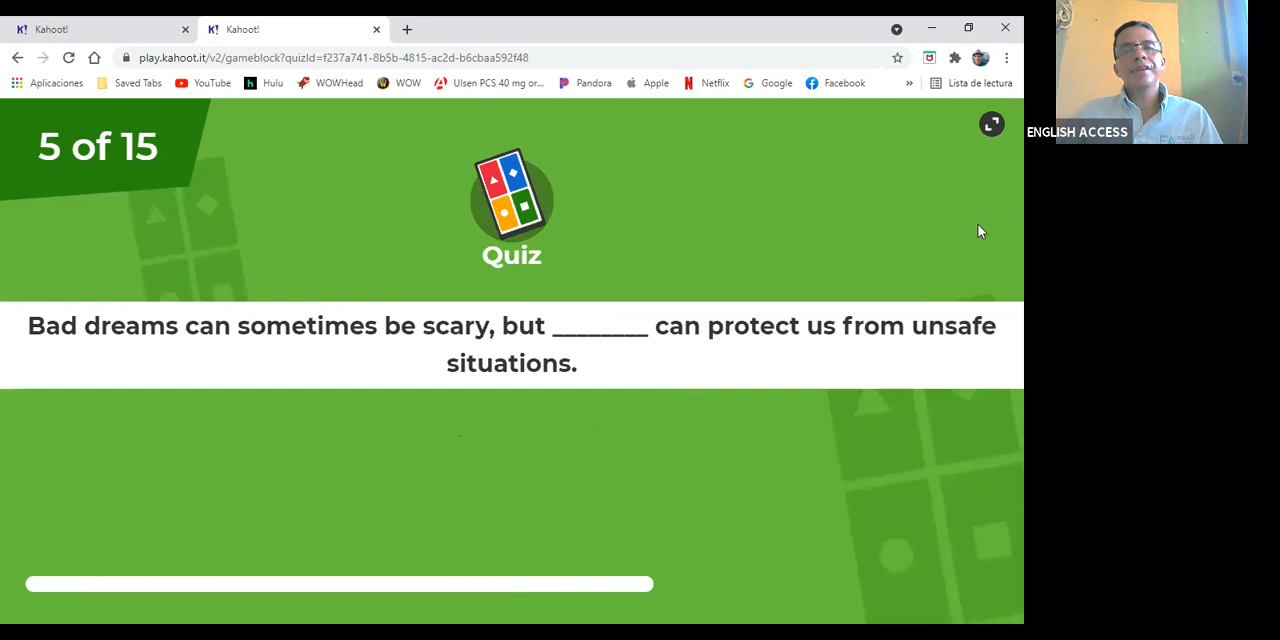 Kahoot!
Kahoot!
play.kahoot.it/v2/gameblock?quizId=f237a741-8b5b-4815-ac2d-b6cbaa592f48
Aplicaciones Saved Tabs YouTube Hulu WOWHead WOW Ulsen PCS 40 mg or... Pandora Apple Netflix Google Facebook » Lista de lectura
5 of 15
Quiz
Bad dreams can sometimes be scary, but ________ can protect us from unsafe
situations.
ENGLISH ACCESS